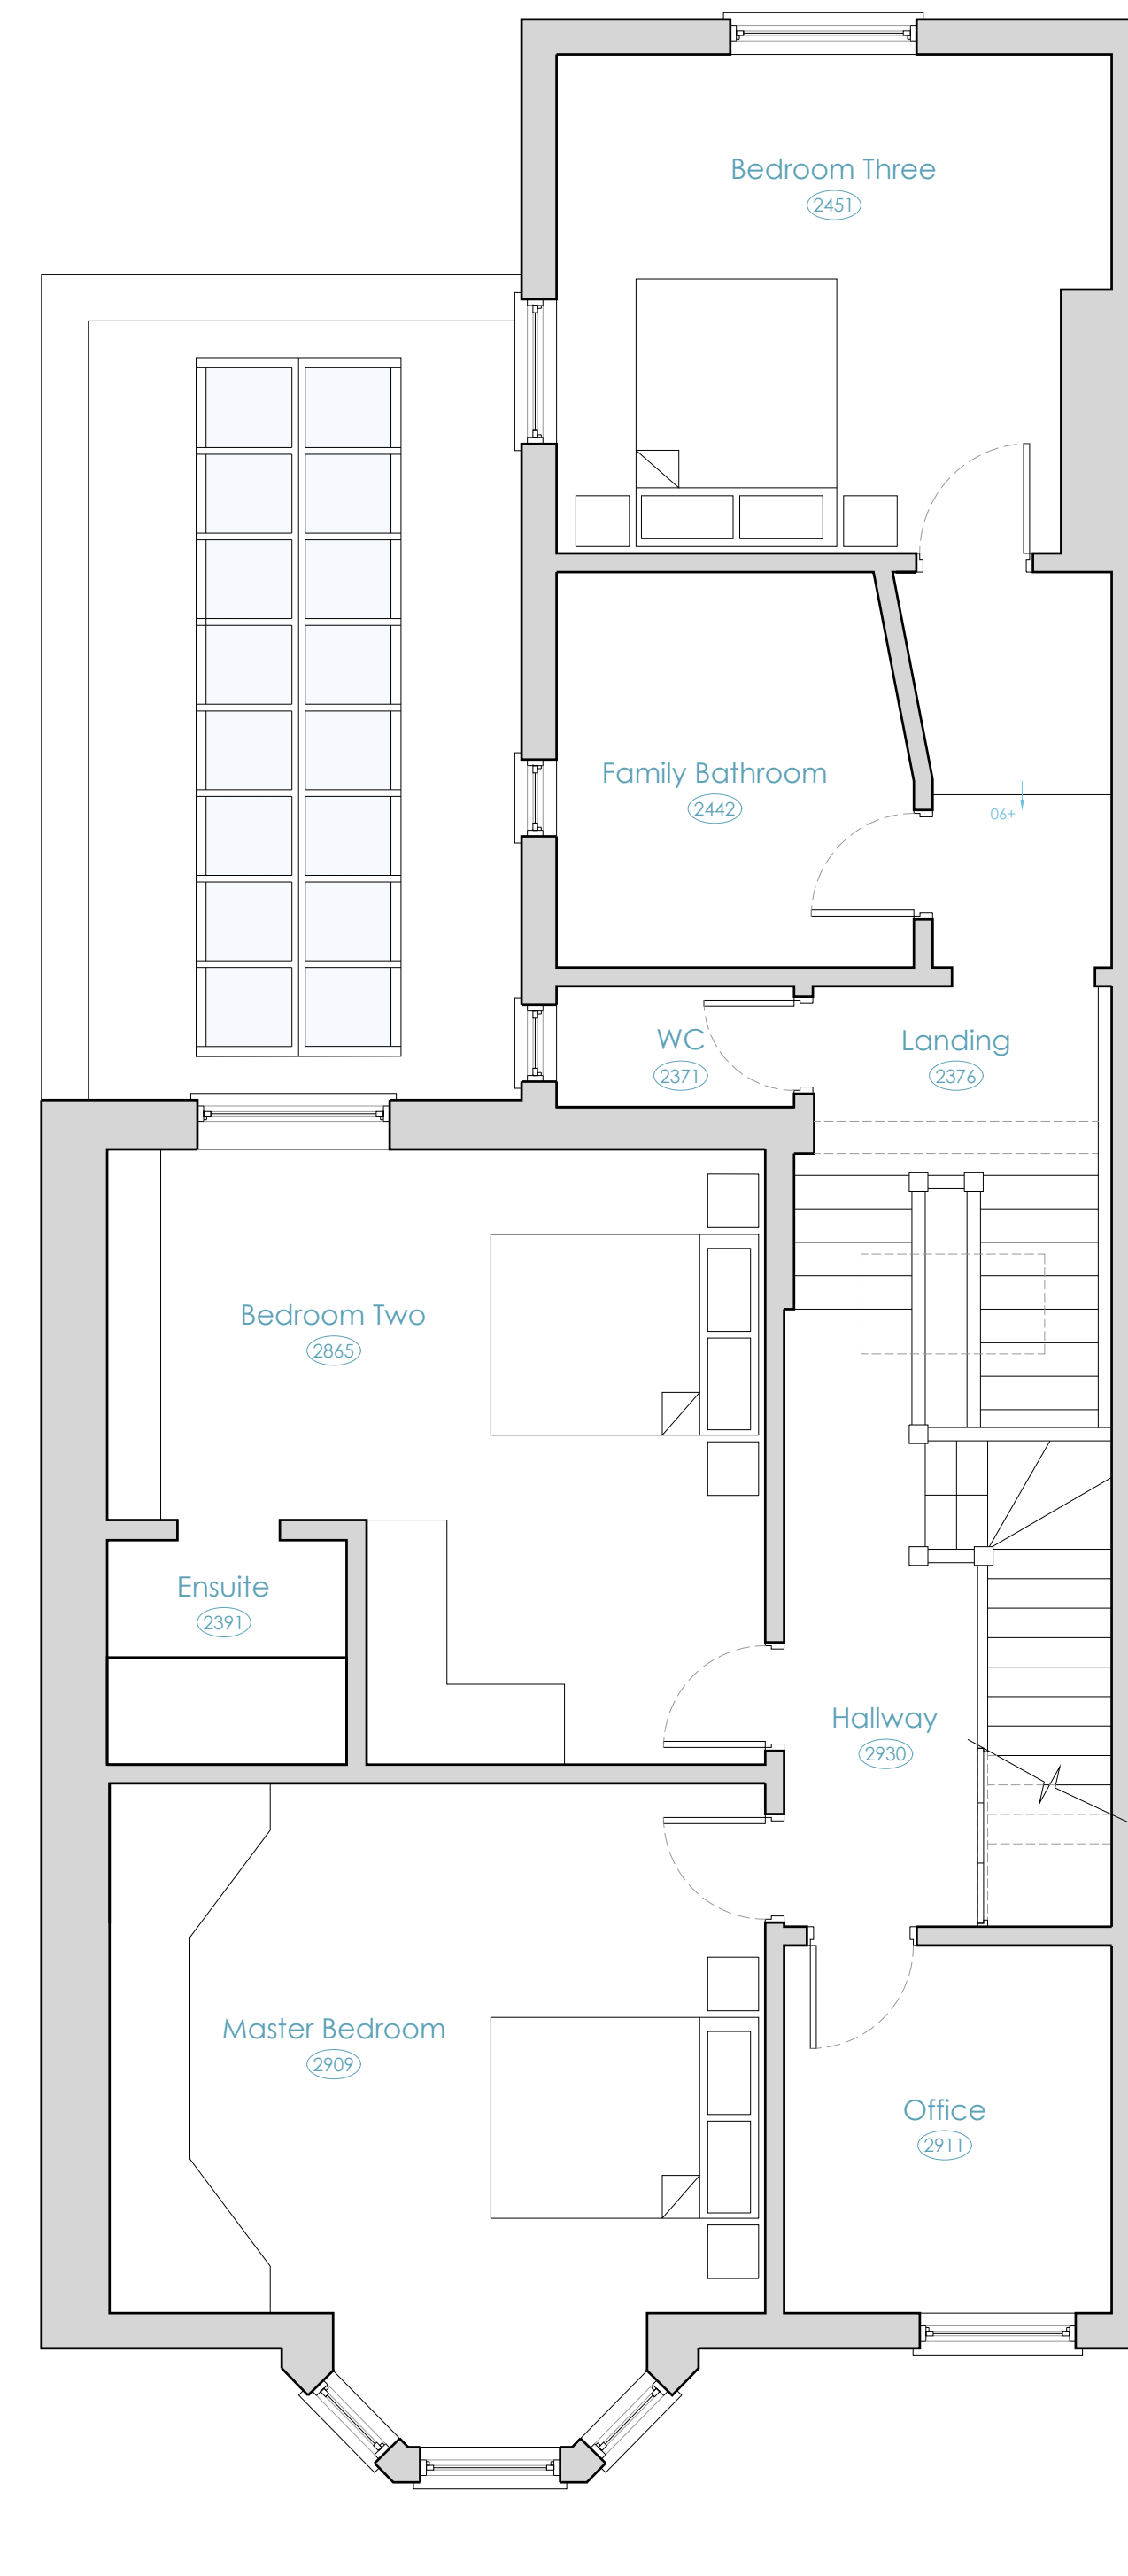 Bedroom Three
2451
Family Bathroom
2442
06+
WC
2371
Landing
2376
Bedroom Two
2865
Ensuite
2391
Hallway
2930
Master Bedroom
2909
Office
2911